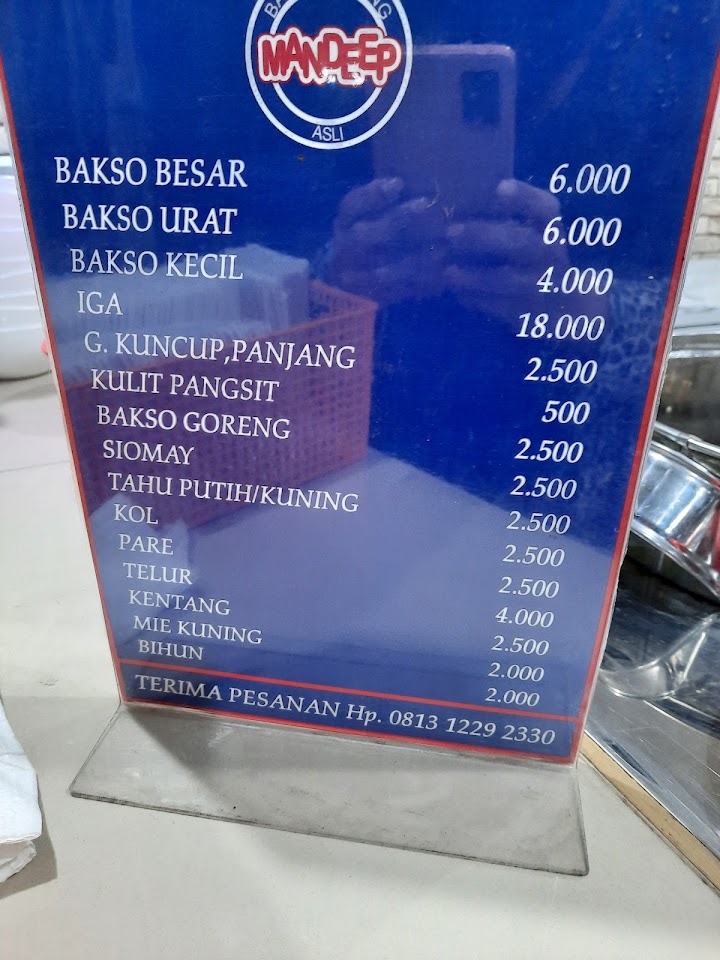 MANDEEP
ASLI
BAKSO BESAR 6.000
BAKSO URAT 6.000
BAKSO KECIL 4.000
IGA 18.000
G. KUNCUP,PANJANG 2.500
KULIT PANGSIT 500
BAKSO GORENG 2.500
SIOMAY 2.500
TAHU PUTIH/KUNING 2.500
KOL 2.500
PARE 2.500
TELUR 4.000
KENTANG 2.500
MIE KUNING 2.000
BIHUN 2.000
TERIMA PESANAN Hp. 0813 1229 2330